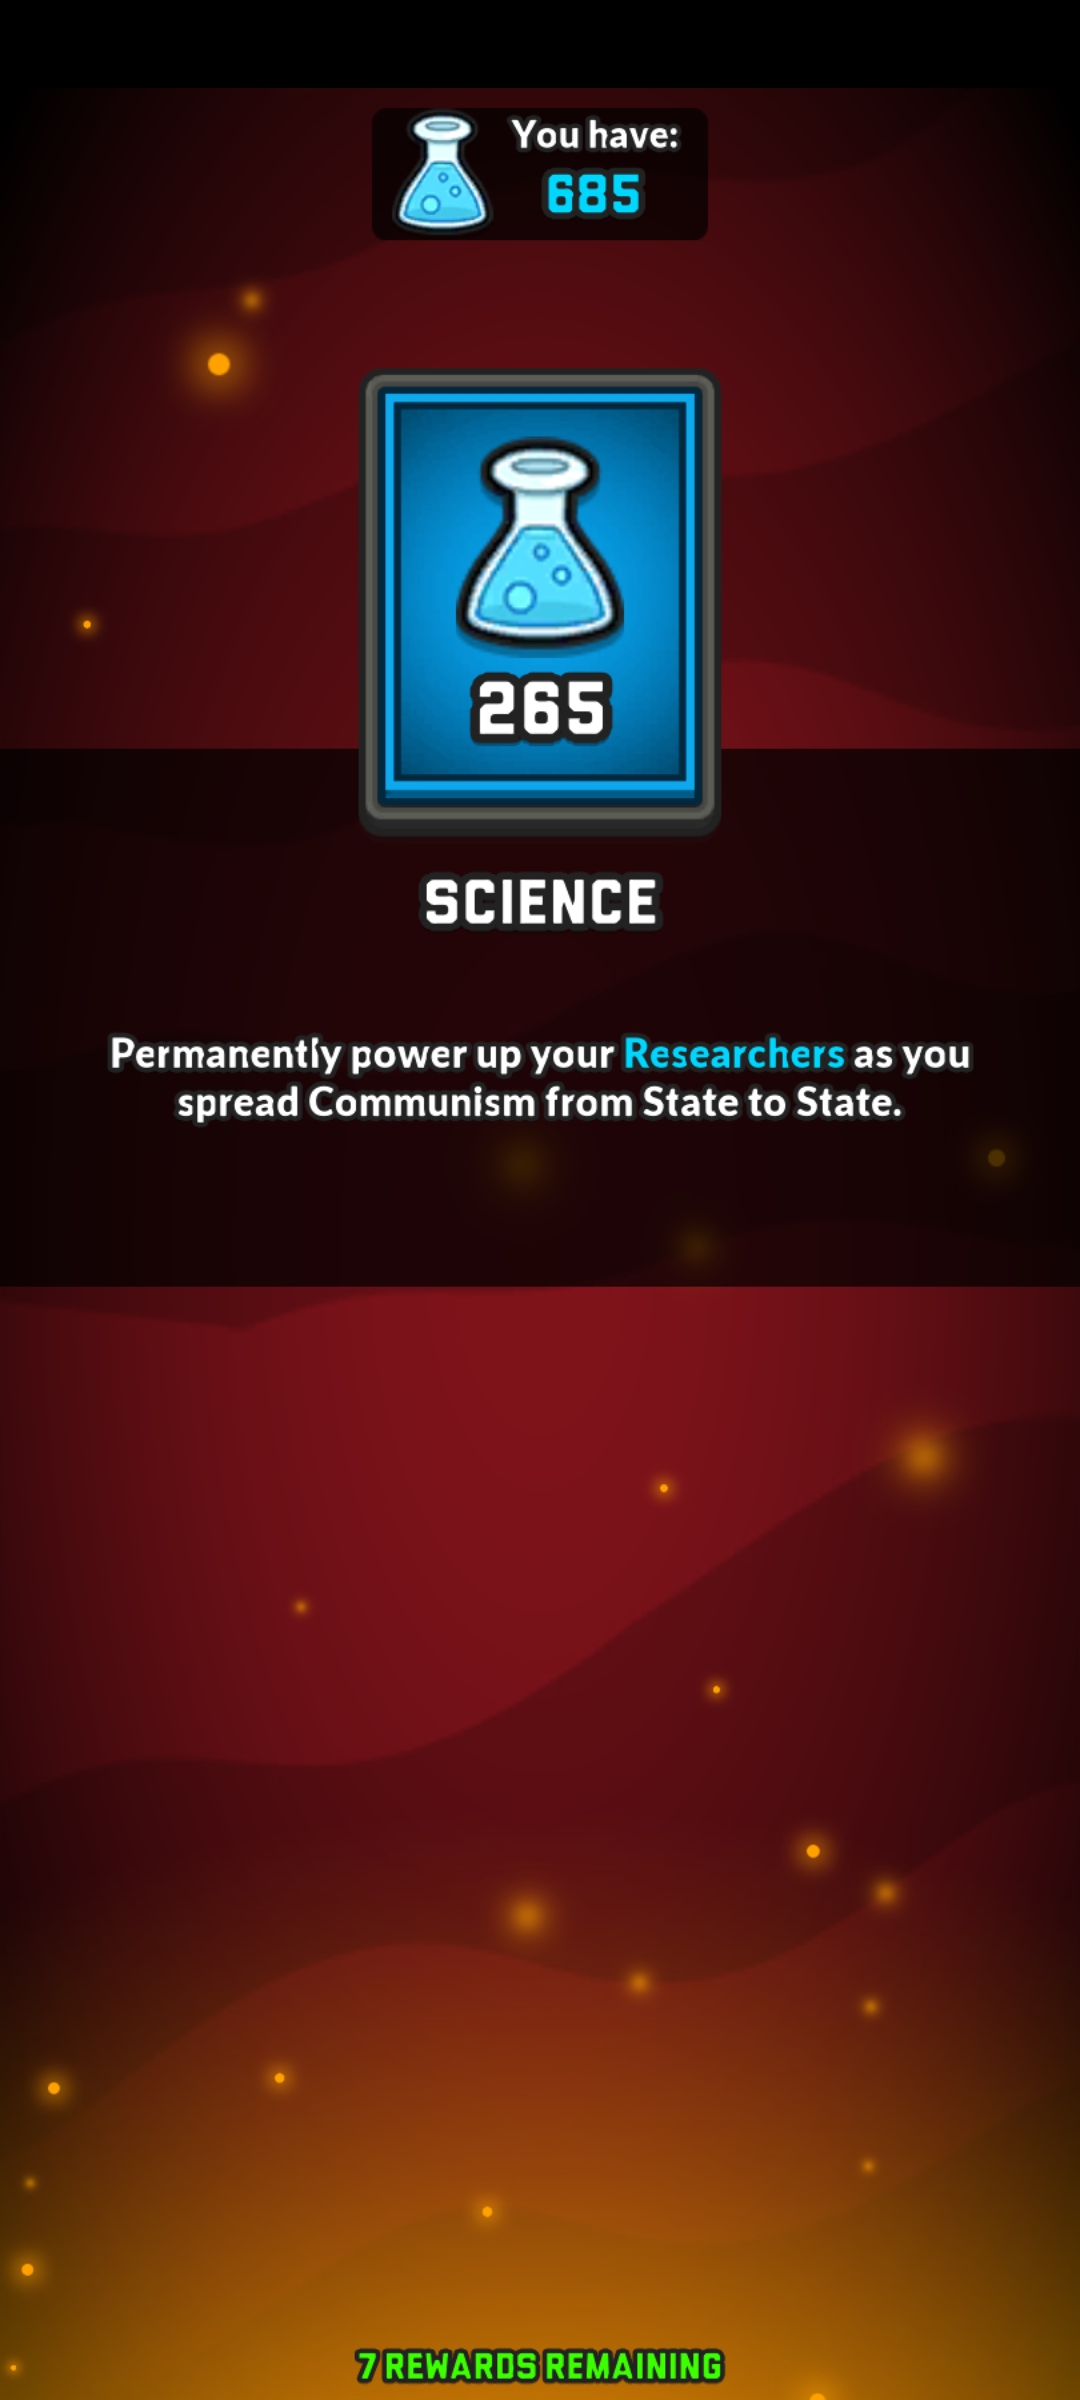 You have:
685
265
SCIENCE
Permanently power up your Researchers as you
spread Communism from State to State.
7 REWARDS REMAINING